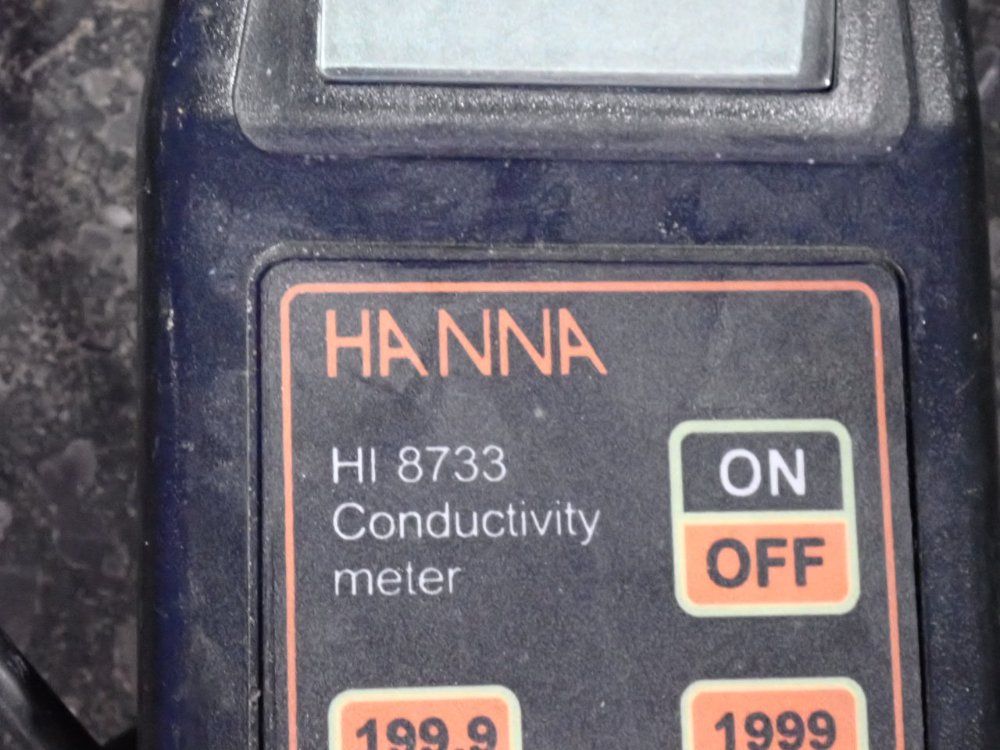 HANNA
HI 8733
Conductivity
meter
ON
OFF
199.9
1999